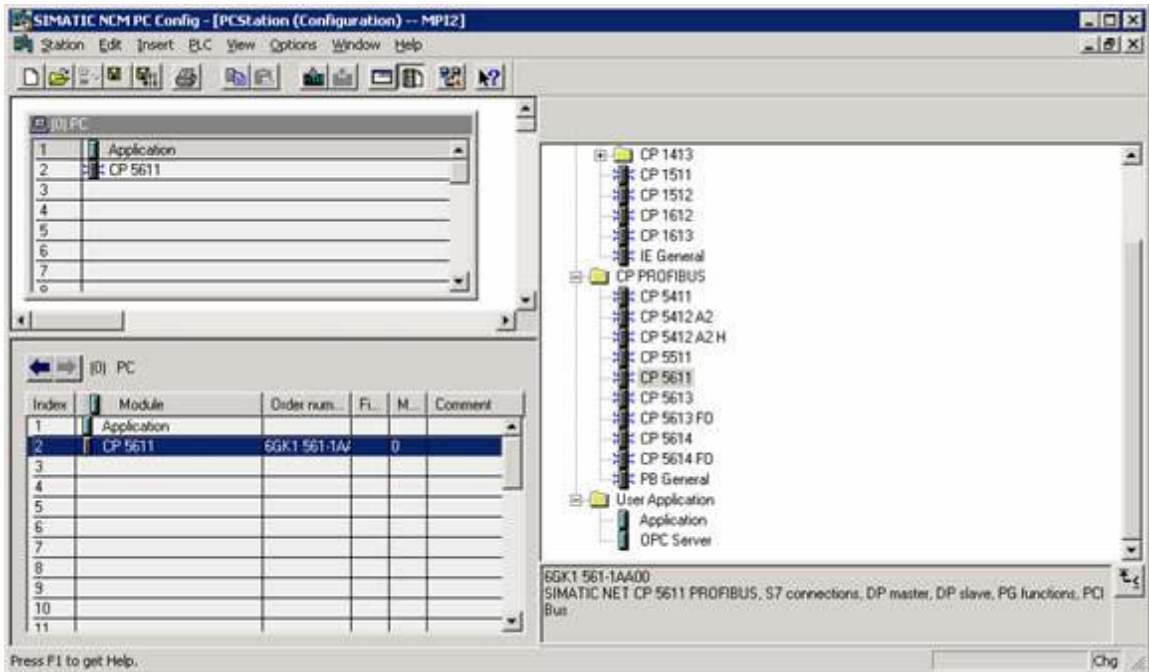 SIMATIC NCM PC Config - [PCStation (Configuration) -- MPI2]
Station Edit Insert PLC View Options Window Help
(0) PC
1 Application
2 CP 5611
3
4
5
6
7
(0) PC
Index Module Order num... Fi... M... Comment
1 Application
2 CP 5611 6GK1 561-1AA 0
3
4
5
6
7
8
9
10
11
CP 1413
CP 1511
CP 1512
CP 1612
CP 1613
IE General
CP PROFIBUS
CP 5411
CP 5412 A2
CP 5412 A2 H
CP 5511
CP 5611
CP 5613
CP 5613 FO
CP 5614
CP 5614 FO
PB General
User Application
Application
OPC Server
6GK1 561-1AA00
SIMATIC NET CP 5611 PROFIBUS, S7 connections, DP master, DP slave, PG functions, PCI
Bus
Press F1 to get Help.
Chg